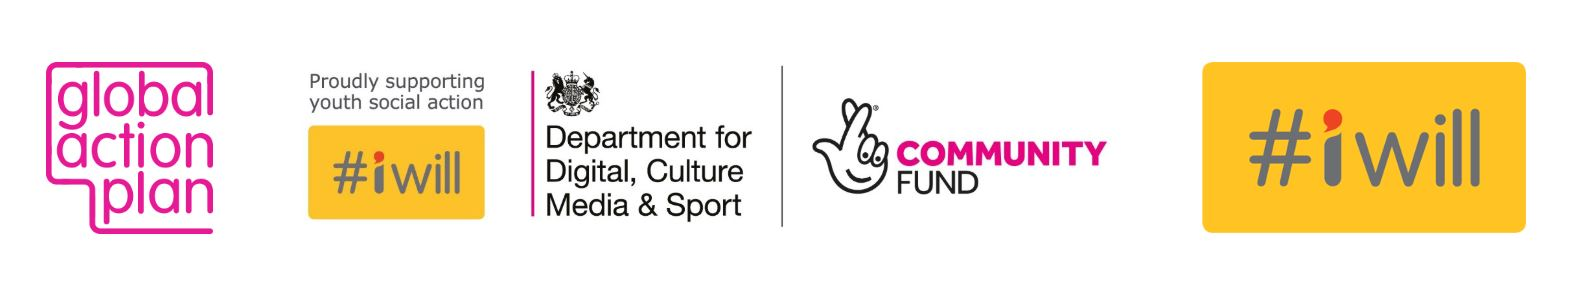 global
action
plan
Proudly supporting
youth social action
#iwill
Department for
Digital, Culture
Media & Sport
COMMUNITY
FUND
#iwill